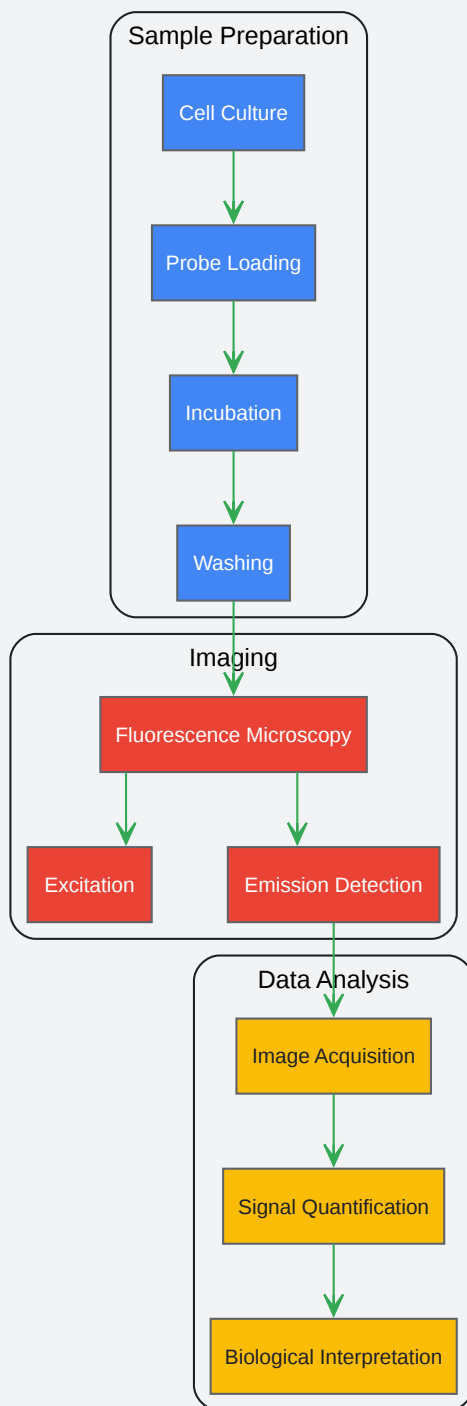 Sample Preparation
Cell Culture
Probe Loading
Incubation
Washing
Imaging
Fluorescence Microscopy
Excitation
Emission Detection
Data Analysis
Image Acquisition
Signal Quantification
Biological Interpretation